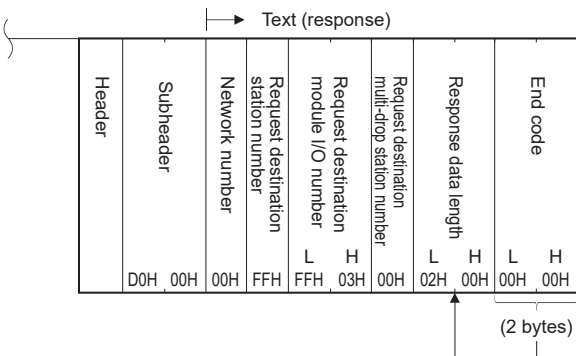 Text (response)
Header
Subheader
Network number
Request destination
station number
Request destination
module I/O number
Request destination
multi-drop station number
Response data length
End code
L H L H L H
D0H 00H 00H FFH FFH 03H 00H 02H 00H 00H 00H
(2 bytes)